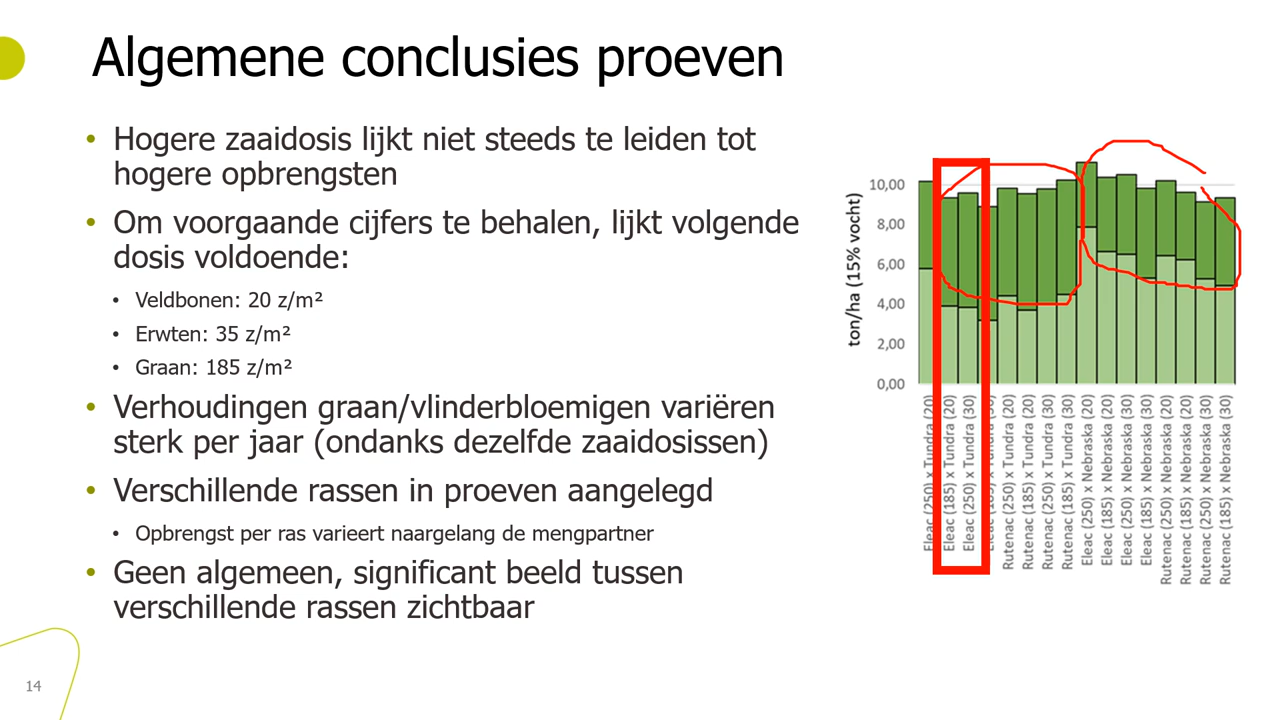 Algemene conclusies proeven
• Hogere zaaidosis lijkt niet steeds te leiden tot
hogere opbrengsten
• Om voorgaande cijfers te behalen, lijkt volgende
dosis voldoende:
• Veldbonen: 20 z/m²
• Erwten: 35 z/m²
• Graan: 185 z/m²
• Verhoudingen graan/vlinderbloemigen variëren
sterk per jaar (ondanks dezelfde zaaidosissen)
• Verschillende rassen in proeven aangelegd
• Opbrengst per ras varieert naargelang de mengpartner
• Geen algemeen, significant beeld tussen
verschillende rassen zichtbaar
14
ton/ha (15% vocht)
10,00
8,00
6,00
4,00
2,00
0,00
Eleac (250) x Tundra (20)
Eleac (185) x Tundra (20)
Eleac (250) x Tundra (30)
Eleac (185) x Tundra (30)
Rutenac (250) x Tundra (20)
Rutenac (185) x Tundra (20)
Rutenac (250) x Tundra (30)
Rutenac (185) x Tundra (30)
Eleac (250) x Nebraska (20)
Eleac (185) x Nebraska (20)
Eleac (250) x Nebraska (30)
Eleac (185) x Nebraska (30)
Rutenac (250) x Nebraska (20)
Rutenac (185) x Nebraska (20)
Rutenac (250) x Nebraska (30)
Rutenac (185) x Nebraska (30)